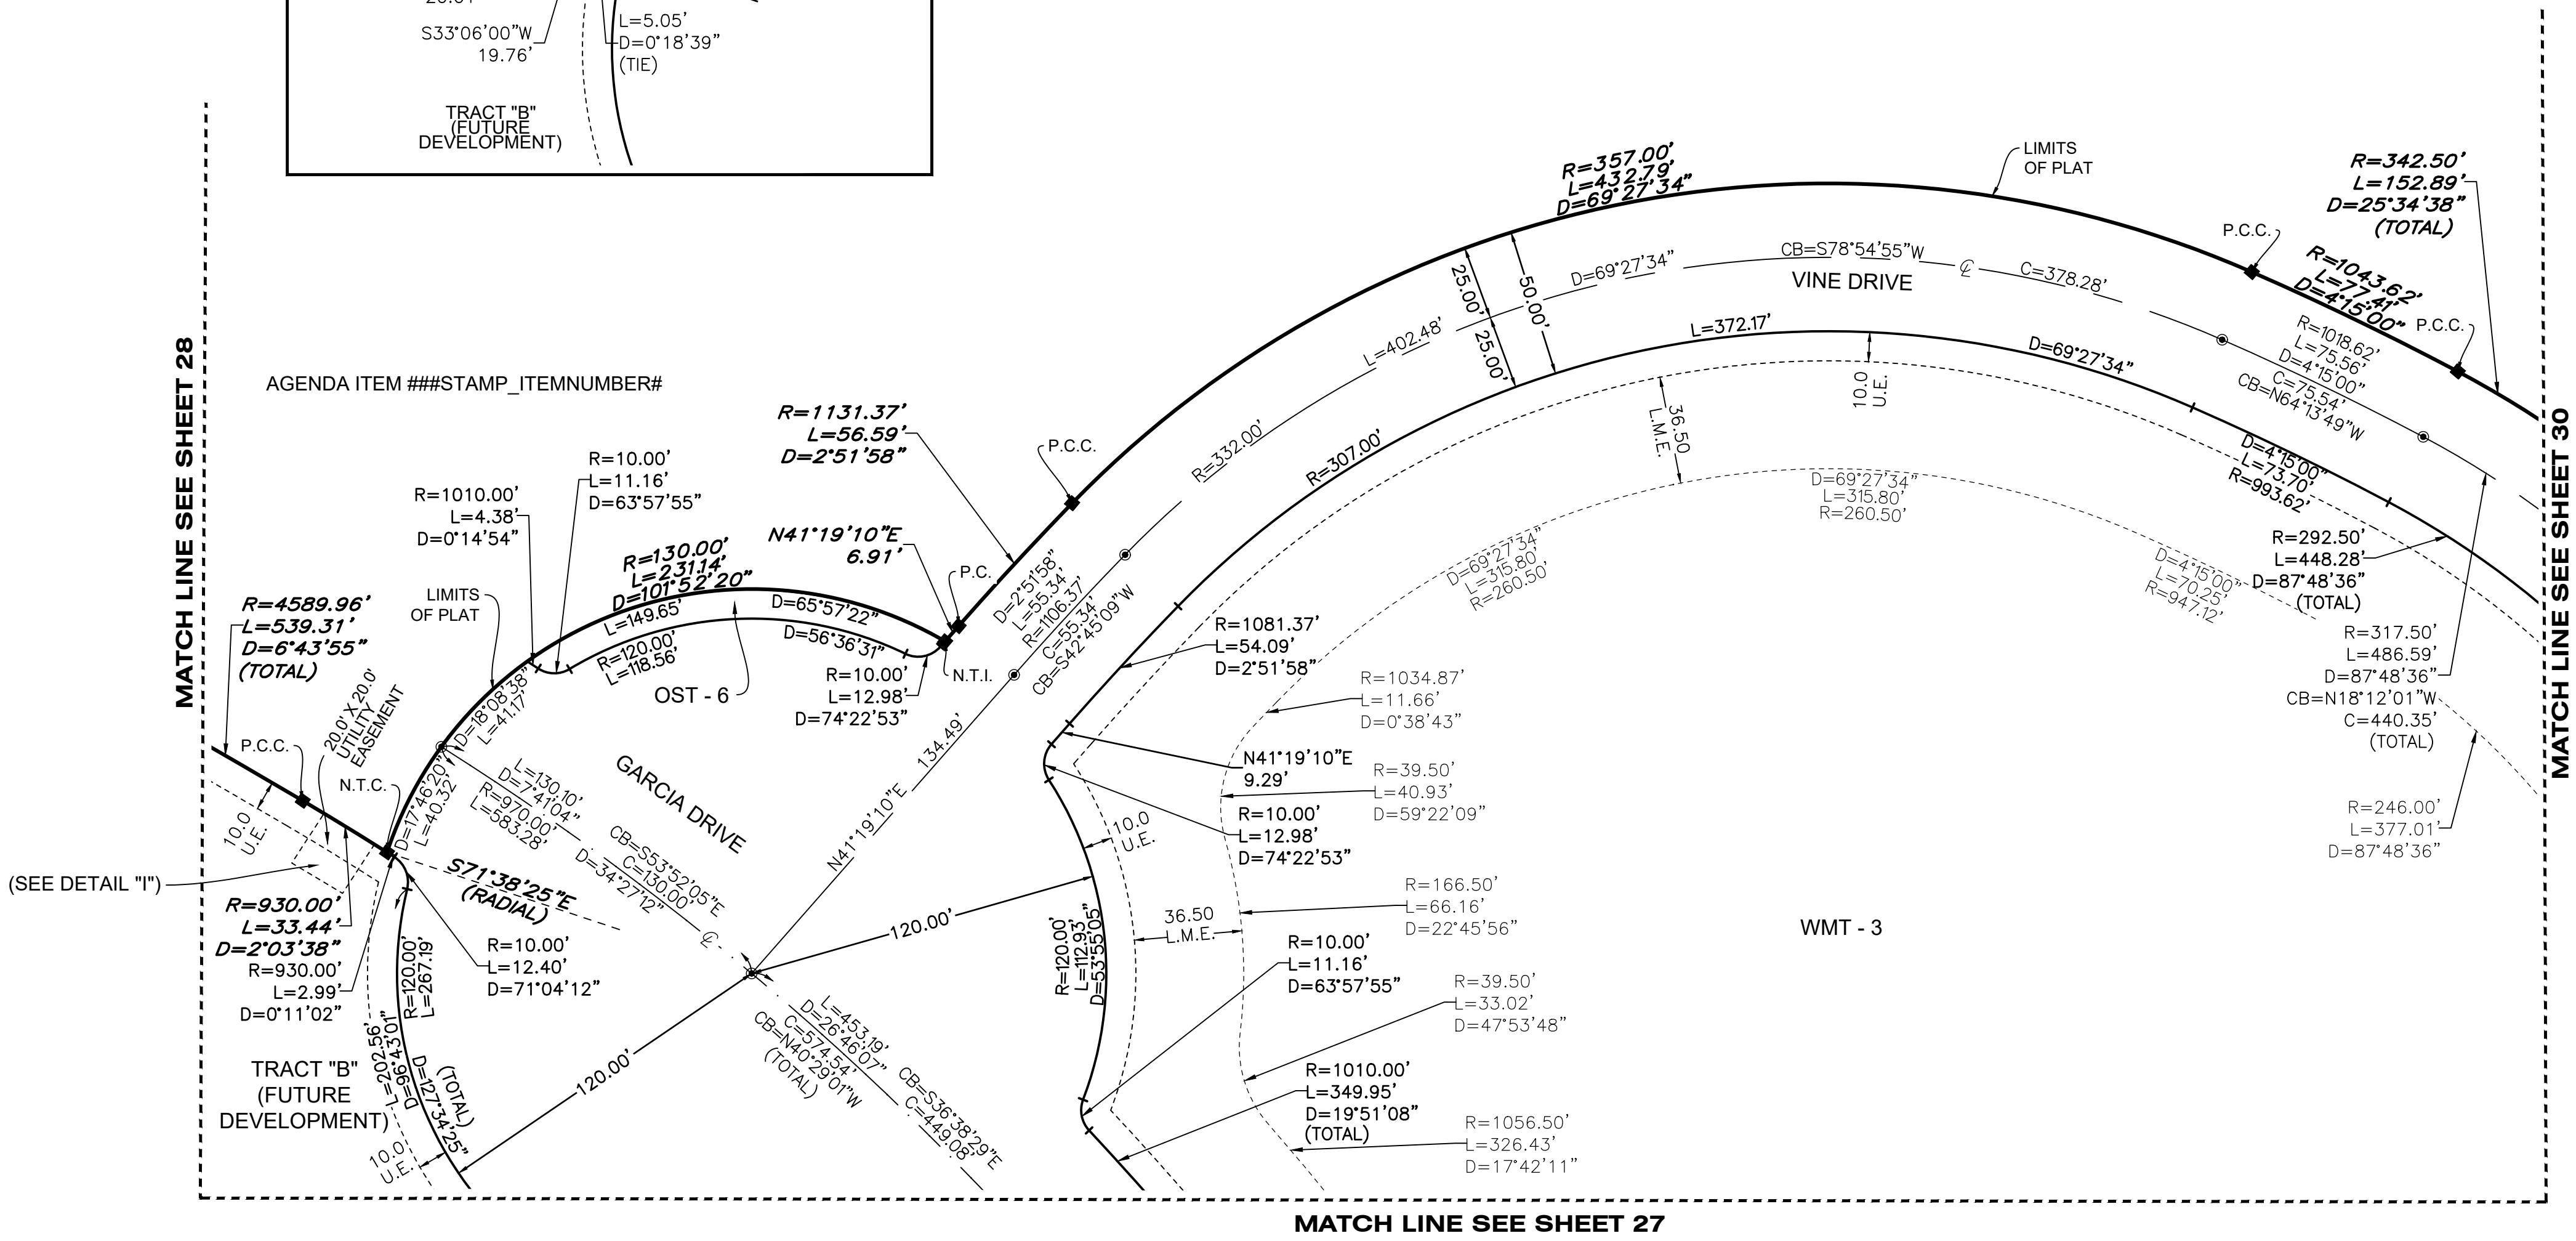 S33°06'00"W
19.76'
L=5.05'
D=0°18'39"
(TIE)
TRACT "B"
(FUTURE
DEVELOPMENT)
MATCH LINE SEE SHEET 28
AGENDA ITEM ###STAMP_ITEMNUMBER#
R=357.00'
L=432.79'
D=69°27'34"
LIMITS
OF PLAT
R=342.50'
L=152.89'
D=25°34'38"
(TOTAL)
P.C.C.
R=1043.62'
L=77.41'
D=4°15'00"
P.C.C.
CB=S78°54'55"W
D=69°27'34"
C=378.28'
VINE DRIVE
25.00'
25.00'
50.00'
L=402.48'
R=332.00'
L=372.17'
D=69°27'34"
R=307.00'
10.0
U.E.
36.50
L.M.E.
R=1018.62'
L=75.56'
D=4°15'00"
C=75.54'
CB=N64°13'49"W
D=4°15'00"
L=73.70'
R=993.62'
D=69°27'34"
L=315.80'
R=260.50'
D=69°27'34"
L=315.80'
R=260.50'
D=4°15'00"
L=70.25'
R=947.12'
R=292.50'
L=448.28'
D=87°48'36"
(TOTAL)
R=317.50'
L=486.59'
D=87°48'36"
CB=N18°12'01"W
C=440.35'
(TOTAL)
R=246.00'
L=377.01'
D=87°48'36"
MATCH LINE SEE SHEET 30
R=1131.37'
L=56.59'
D=2°51'58"
P.C.C.
R=10.00'
L=11.16'
D=63°57'55"
R=1010.00'
L=4.38'
D=0°14'54"
N41°19'10"E
6.91'
P.C.
N.T.I.
R=130.00'
L=231.14'
D=101°52'20"
L=149.65'
D=65°57'22"
R=120.00'
L=118.56'
D=56°36'31"
OST - 6
R=10.00'
L=12.98'
D=74°22'53"
LIMITS
OF PLAT
R=4589.96'
L=539.31'
D=6°43'55"
(TOTAL)
20.0' X 20.0'
UTILITY
EASEMENT
P.C.C.
N.T.C.
D=18°08'38"
L=41.17'
D=17°46'20"
L=40.32'
10.0
U.E.
(SEE DETAIL "I")
L=130.10'
D=7°41'04"
R=970.00'
L=583.28'
CB=S53°52'05"E
C=130.00'
D=34°27'12"
GARCIA DRIVE
S71°38'25"E
(RADIAL)
R=930.00'
L=33.44'
D=2°03'38"
R=930.00'
L=2.99'
D=0°11'02"
R=10.00'
L=12.40'
D=71°04'12"
R=120.00'
L=267.19'
D=127°34'25"
(TOTAL)
L=202.56'
D=96°43'01"
TRACT "B"
(FUTURE
DEVELOPMENT)
10.0
U.E.
120.00'
120.00'
N41°19'10"E
134.49'
D=2°51'58"
L=55.34'
R=1106.37'
C=55.34'
CB=S42°45'09"W
L=453.19'
D=26°46'07"
C=574.54'
CB=N40°29'01"W
(TOTAL)
CB=S36°38'29"E
C=449.08'
R=1081.37'
L=54.09'
D=2°51'58"
N41°19'10"E
9.29'
R=10.00'
L=12.98'
D=74°22'53"
R=1034.87'
L=11.66'
D=0°38'43"
R=39.50'
L=40.93'
D=59°22'09"
10.0
U.E.
36.50
L.M.E.
R=120.00'
L=112.93'
D=53°55'05"
R=166.50'
L=66.16'
D=22°45'56"
R=10.00'
L=11.16'
D=63°57'55"
R=39.50'
L=33.02'
D=47°53'48"
R=1010.00'
L=349.95'
D=19°51'08"
(TOTAL)
R=1056.50'
L=326.43'
D=17°42'11"
WMT - 3
MATCH LINE SEE SHEET 27